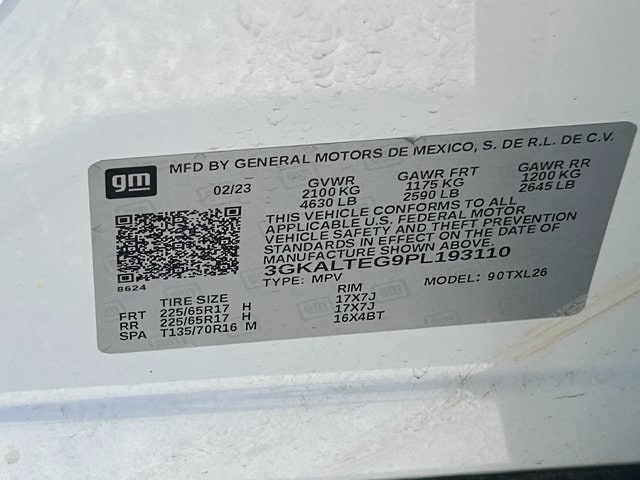 gm MFD BY GENERAL MOTORS DE MEXICO, S. DE R.L. DE C.V.
02/23 GVWR GAWR FRT GAWR RR
2100 KG 1175 KG 1200 KG
4630 LB 2590 LB 2645 LB
THIS VEHICLE CONFORMS TO ALL
APPLICABLE U.S. FEDERAL MOTOR
VEHICLE SAFETY AND THEFT PREVENTION
STANDARDS IN EFFECT ON THE DATE OF
MANUFACTURE SHOWN ABOVE.
3GKALTEG9PL193110
8624
TYPE: MPV MODEL: 90TXL26
TIRE SIZE RIM
FRT 225/65R17 H 17X7J
RR 225/65R17 H 17X7J
SPA T135/70R16 M 16X4BT